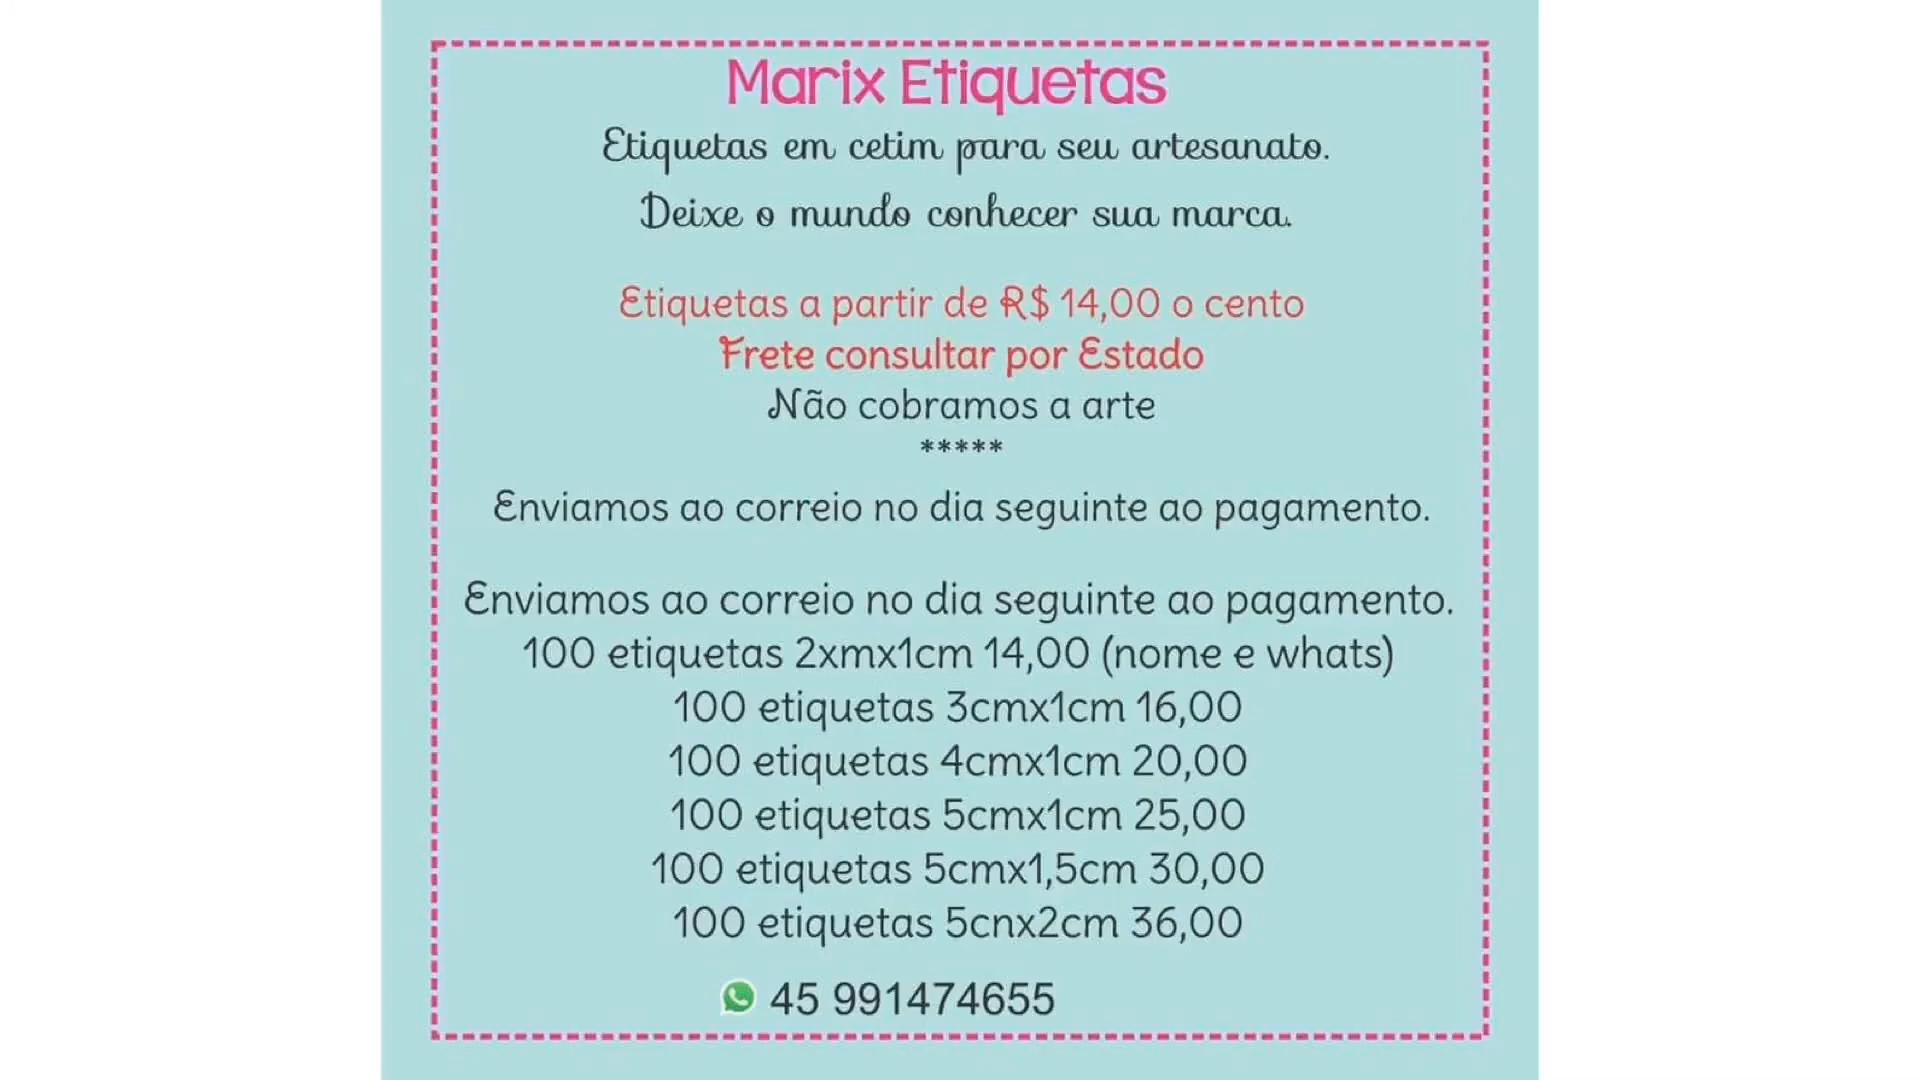 Marix Etiquetas
Etiquetas em cetim para seu artesanato.
Deixe o mundo conhecer sua marca.
Etiquetas a partir de R$ 14,00 o cento
Frete consultar por Estado
Não cobramos a arte
*****
Enviamos ao correio no dia seguinte ao pagamento.
Enviamos ao correio no dia seguinte ao pagamento.
100 etiquetas 2xmx1cm 14,00 (nome e whats)
100 etiquetas 3cmx1cm 16,00
100 etiquetas 4cmx1cm 20,00
100 etiquetas 5cmx1cm 25,00
100 etiquetas 5cmx1,5cm 30,00
100 etiquetas 5cnx2cm 36,00
45 991474655